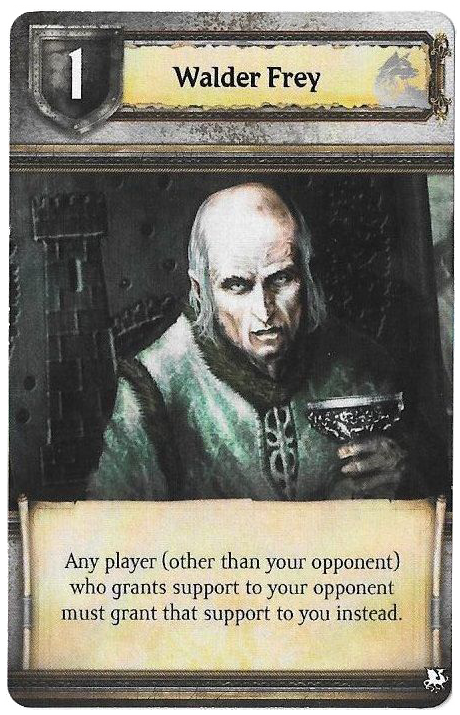 1
Walder Frey
Any player (other than your opponent)
who grants support to your opponent
must grant that support to you instead.